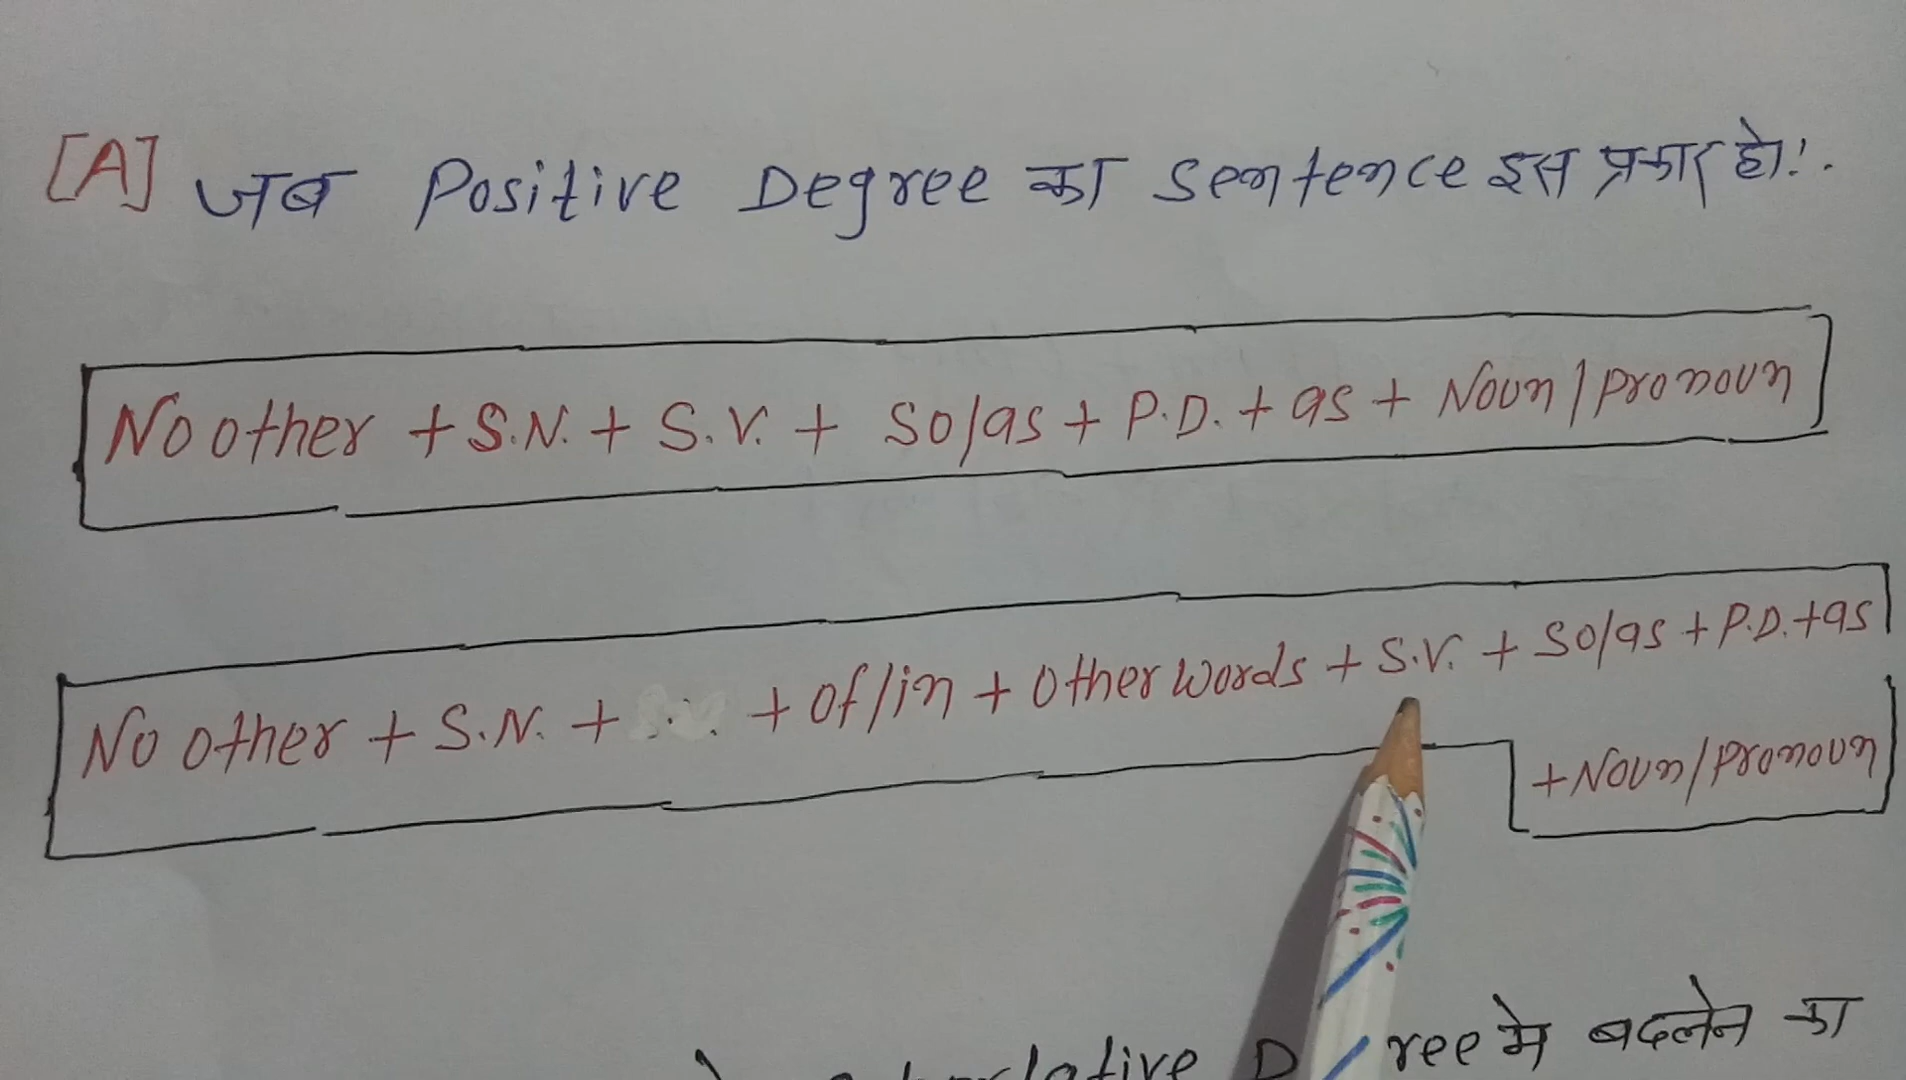 [A] जब Positive Degree का Sentence इस प्रकार हो:-
No other + S.N. + S.V. + so/as + P.D. + as + Noun/pronoun
No other + S.N. + + of/in + other words + S.V. + so/as + P.D. + as
+ Noun/pronoun
मे बदलने का